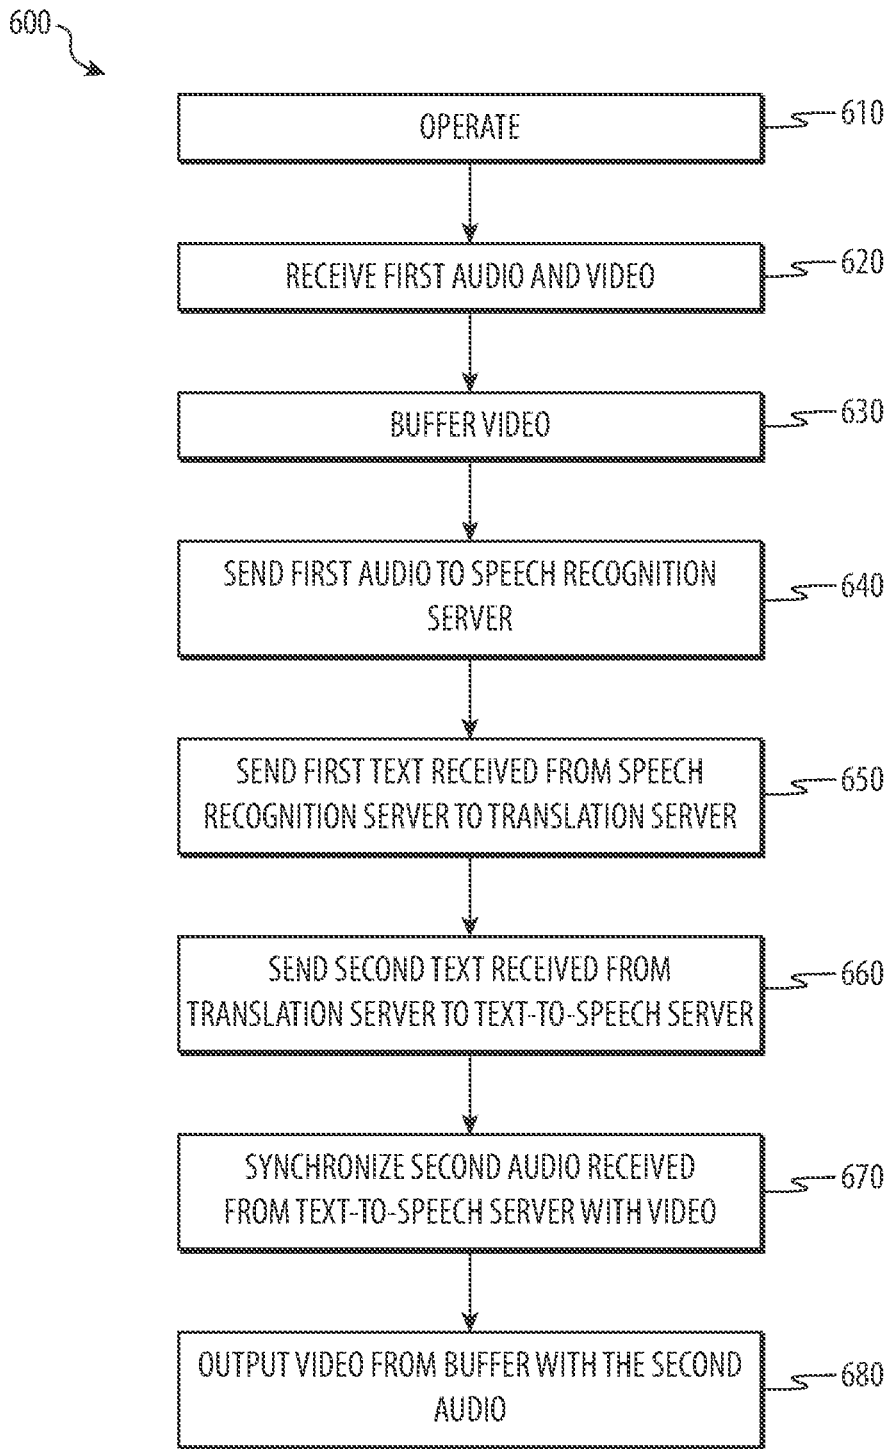 600
OPERATE
610
RECEIVE FIRST AUDIO AND VIDEO
620
BUFFER VIDEO
630
SEND FIRST AUDIO TO SPEECH RECOGNITION
SERVER
640
SEND FIRST TEXT RECEIVED FROM SPEECH
RECOGNITION SERVER TO TRANSLATION SERVER
650
SEND SECOND TEXT RECEIVED FROM
TRANSLATION SERVER TO TEXT-TO-SPEECH SERVER
660
SYNCHRONIZE SECOND AUDIO RECEIVED
FROM TEXT-TO-SPEECH SERVER WITH VIDEO
670
OUTPUT VIDEO FROM BUFFER WITH THE SECOND
AUDIO
680